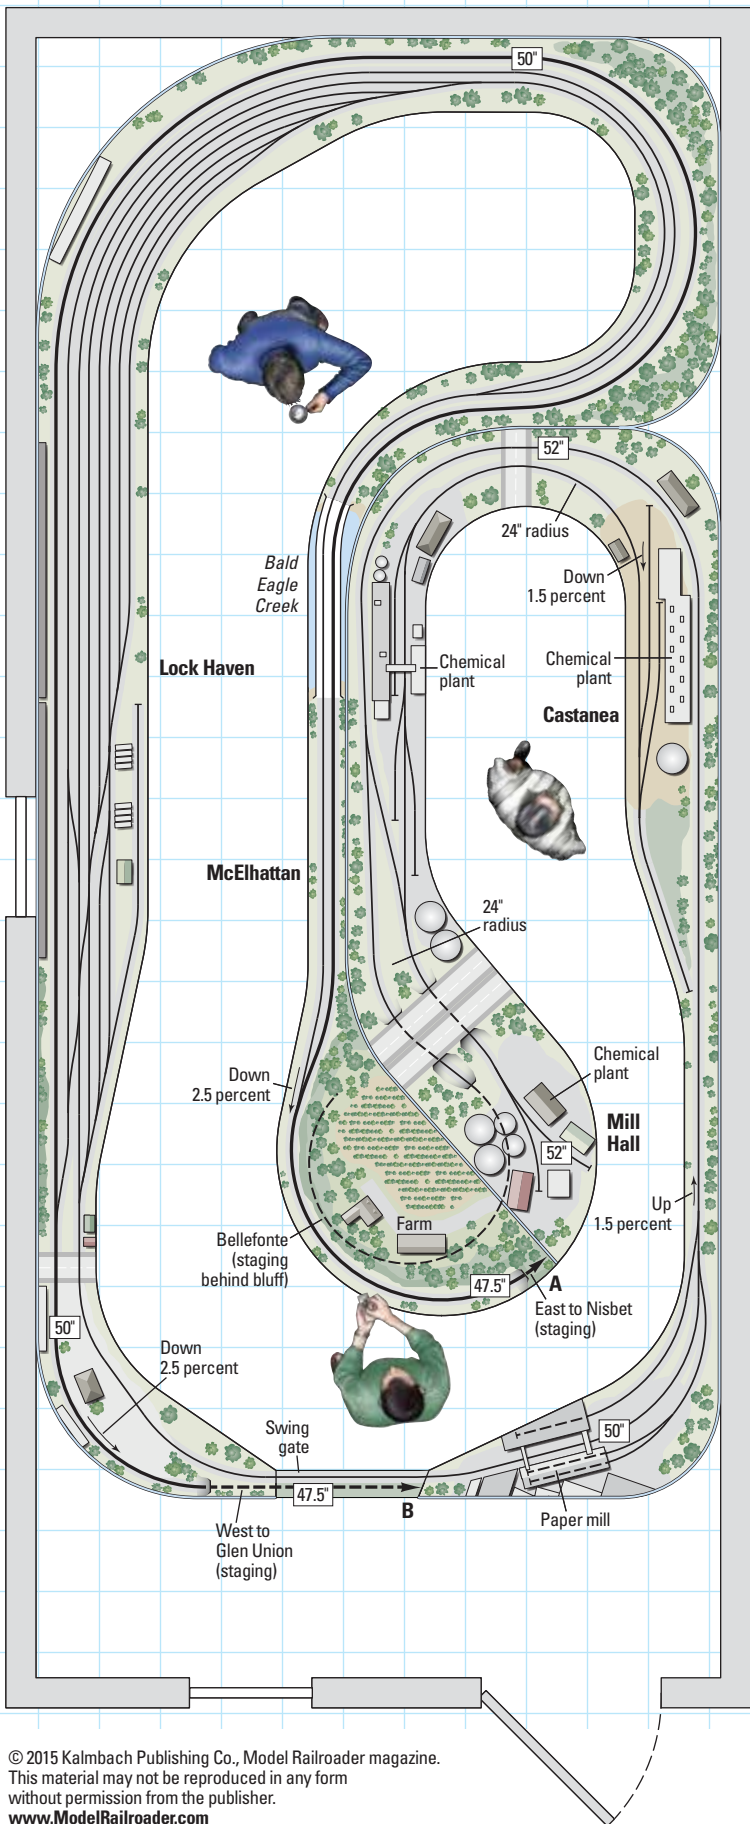 50"
52"
24" radius
Bald
Eagle
Creek
Down
1.5 percent
Lock Haven
Chemical
plant
Chemical
plant
Castanea
McElhattan
24"
radius
Down
2.5 percent
Chemical
plant
Mill
Hall
52"
Up
1.5 percent
Farm
Bellefonte
(staging
behind bluff)
47.5"
A
East to Nisbet
(staging)
50"
Down
2.5 percent
Swing
gate
50"
47.5"
B
Paper mill
West to
Glen Union
(staging)
© 2015 Kalmbach Publishing Co., Model Railroader magazine.
This material may not be reproduced in any form
without permission from the publisher.
www.ModelRailroader.com